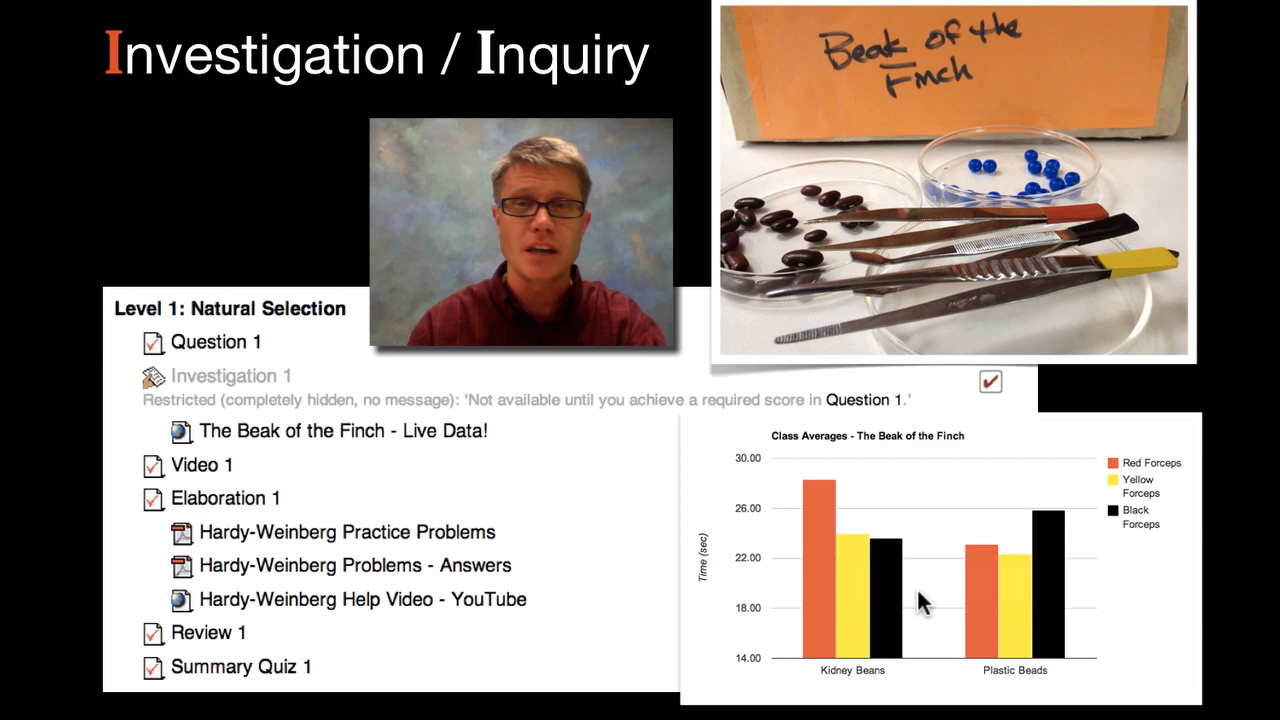 Investigation / Inquiry
Beak of the
Finch
Level 1: Natural Selection
Question 1
Investigation 1
Restricted (completely hidden, no message): ‘Not available until you achieve a required score in Question 1.’
The Beak of the Finch - Live Data!
Video 1
Elaboration 1
Hardy-Weinberg Practice Problems
Hardy-Weinberg Problems - Answers
Hardy-Weinberg Help Video - YouTube
Review 1
Summary Quiz 1
Class Averages - The Beak of the Finch
30.00
26.00
22.00
18.00
14.00
Time (sec)
Kidney Beans
Plastic Beads
Red Forceps
Yellow
Forceps
Black
Forceps